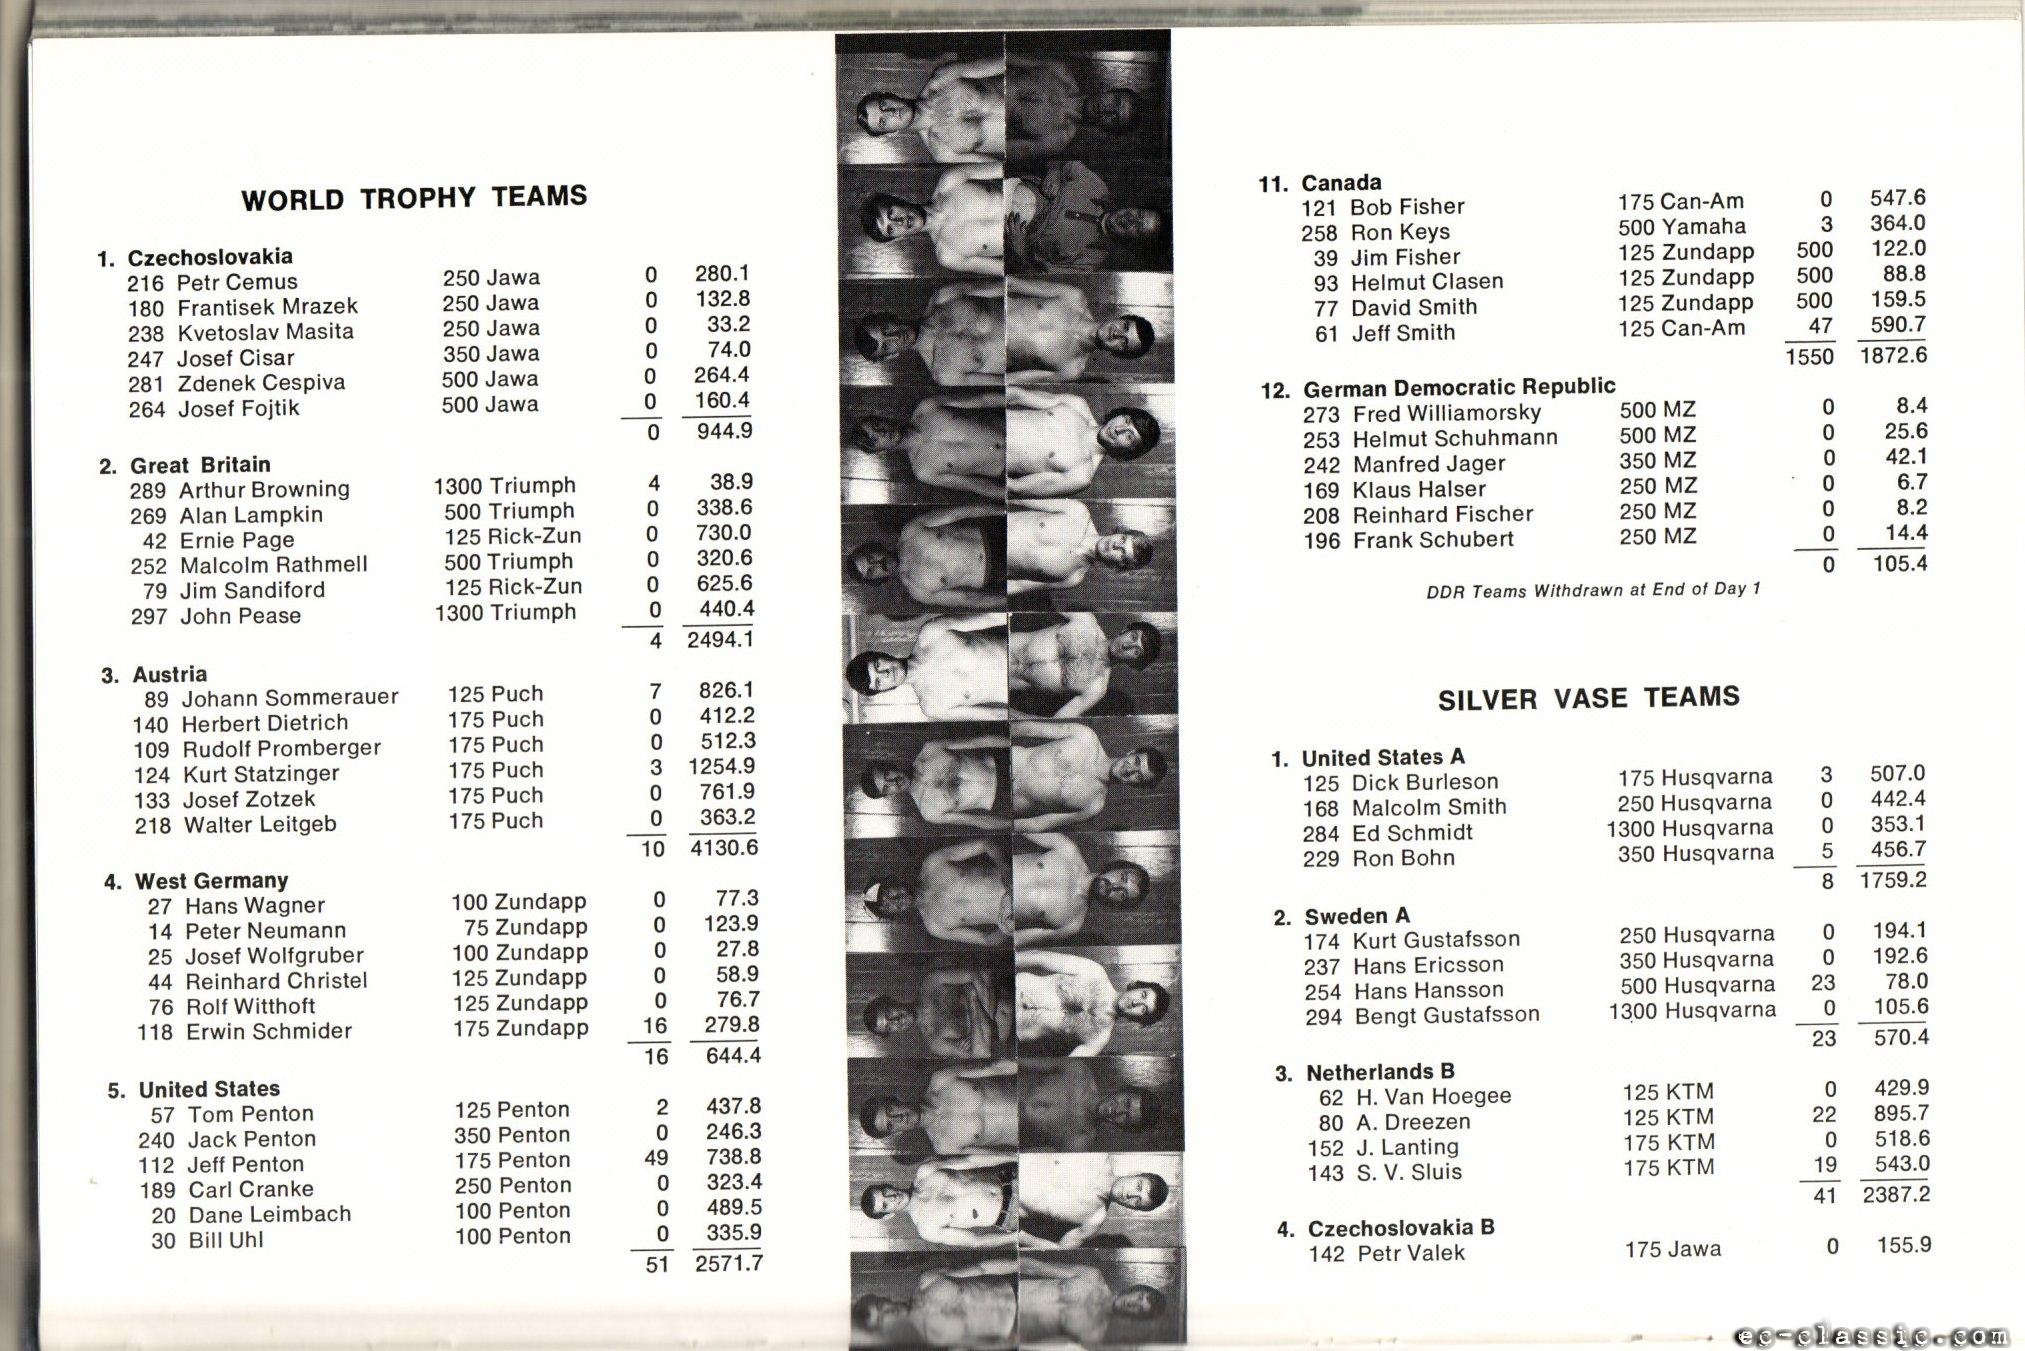 WORLD TROPHY TEAMS
1. Czechoslovakia
216 Petr Cemus 250 Jawa 0 280.1
180 Frantisek Mrazek 250 Jawa 0 132.8
238 Kvetoslav Masita 250 Jawa 0 33.2
247 Josef Cisar 350 Jawa 0 74.0
281 Zdenek Cespiva 500 Jawa 0 264.4
264 Josef Fojtik 500 Jawa 0 160.4
0 944.9
2. Great Britain
289 Arthur Browning 1300 Triumph 4 38.9
269 Alan Lampkin 500 Triumph 0 338.6
42 Ernie Page 125 Rick-Zun 0 730.0
252 Malcolm Rathmell 500 Triumph 0 320.6
79 Jim Sandiford 125 Rick-Zun 0 625.6
297 John Pease 1300 Triumph 0 440.4
4 2494.1
3. Austria
89 Johann Sommerauer 125 Puch 7 826.1
140 Herbert Dietrich 175 Puch 0 412.2
109 Rudolf Promberger 175 Puch 0 512.3
124 Kurt Statzinger 175 Puch 3 1254.9
133 Josef Zotzek 175 Puch 0 761.9
218 Walter Leitgeb 175 Puch 0 363.2
10 4130.6
4. West Germany
27 Hans Wagner 100 Zundapp 0 77.3
14 Peter Neumann 75 Zundapp 0 123.9
25 Josef Wolfgruber 100 Zundapp 0 27.8
44 Reinhard Christel 125 Zundapp 0 58.9
76 Rolf Witthoft 125 Zundapp 0 76.7
118 Erwin Schmider 175 Zundapp 16 279.8
16 644.4
5. United States
57 Tom Penton 125 Penton 2 437.8
240 Jack Penton 350 Penton 0 246.3
112 Jeff Penton 175 Penton 49 738.8
189 Carl Cranke 250 Penton 0 323.4
20 Dane Leimbach 100 Penton 0 489.5
30 Bill Uhl 100 Penton 0 335.9
51 2571.7
11. Canada
121 Bob Fisher 175 Can-Am 0 547.6
258 Ron Keys 500 Yamaha 3 364.0
39 Jim Fisher 125 Zundapp 500 122.0
93 Helmut Clasen 125 Zundapp 500 88.8
77 David Smith 125 Zundapp 500 159.5
61 Jeff Smith 125 Can-Am 47 590.7
1550 1872.6
12. German Democratic Republic
273 Fred Williamorsky 500 MZ 0 8.4
253 Helmut Schuhmann 500 MZ 0 25.6
242 Manfred Jager 350 MZ 0 42.1
169 Klaus Halser 250 MZ 0 6.7
208 Reinhard Fischer 250 MZ 0 8.2
196 Frank Schubert 250 MZ 0 14.4
0 105.4
DDR Teams Withdrawn at End of Day 1
SILVER VASE TEAMS
1. United States A
125 Dick Burleson 175 Husqvarna 3 507.0
168 Malcolm Smith 250 Husqvarna 0 442.4
284 Ed Schmidt 1300 Husqvarna 0 353.1
229 Ron Bohn 350 Husqvarna 5 456.7
8 1759.2
2. Sweden A
174 Kurt Gustafsson 250 Husqvarna 0 194.1
237 Hans Ericsson 350 Husqvarna 0 192.6
254 Hans Hansson 500 Husqvarna 23 78.0
294 Bengt Gustafsson 1300 Husqvarna 0 105.6
23 570.4
3. Netherlands B
62 H. Van Hoegee 125 KTM 0 429.9
80 A. Dreezen 125 KTM 22 895.7
152 J. Lanting 175 KTM 0 518.6
143 S. V. Sluis 175 KTM 19 543.0
41 2387.2
4. Czechoslovakia B
142 Petr Valek 175 Jawa 0 155.9
ec-classic.com